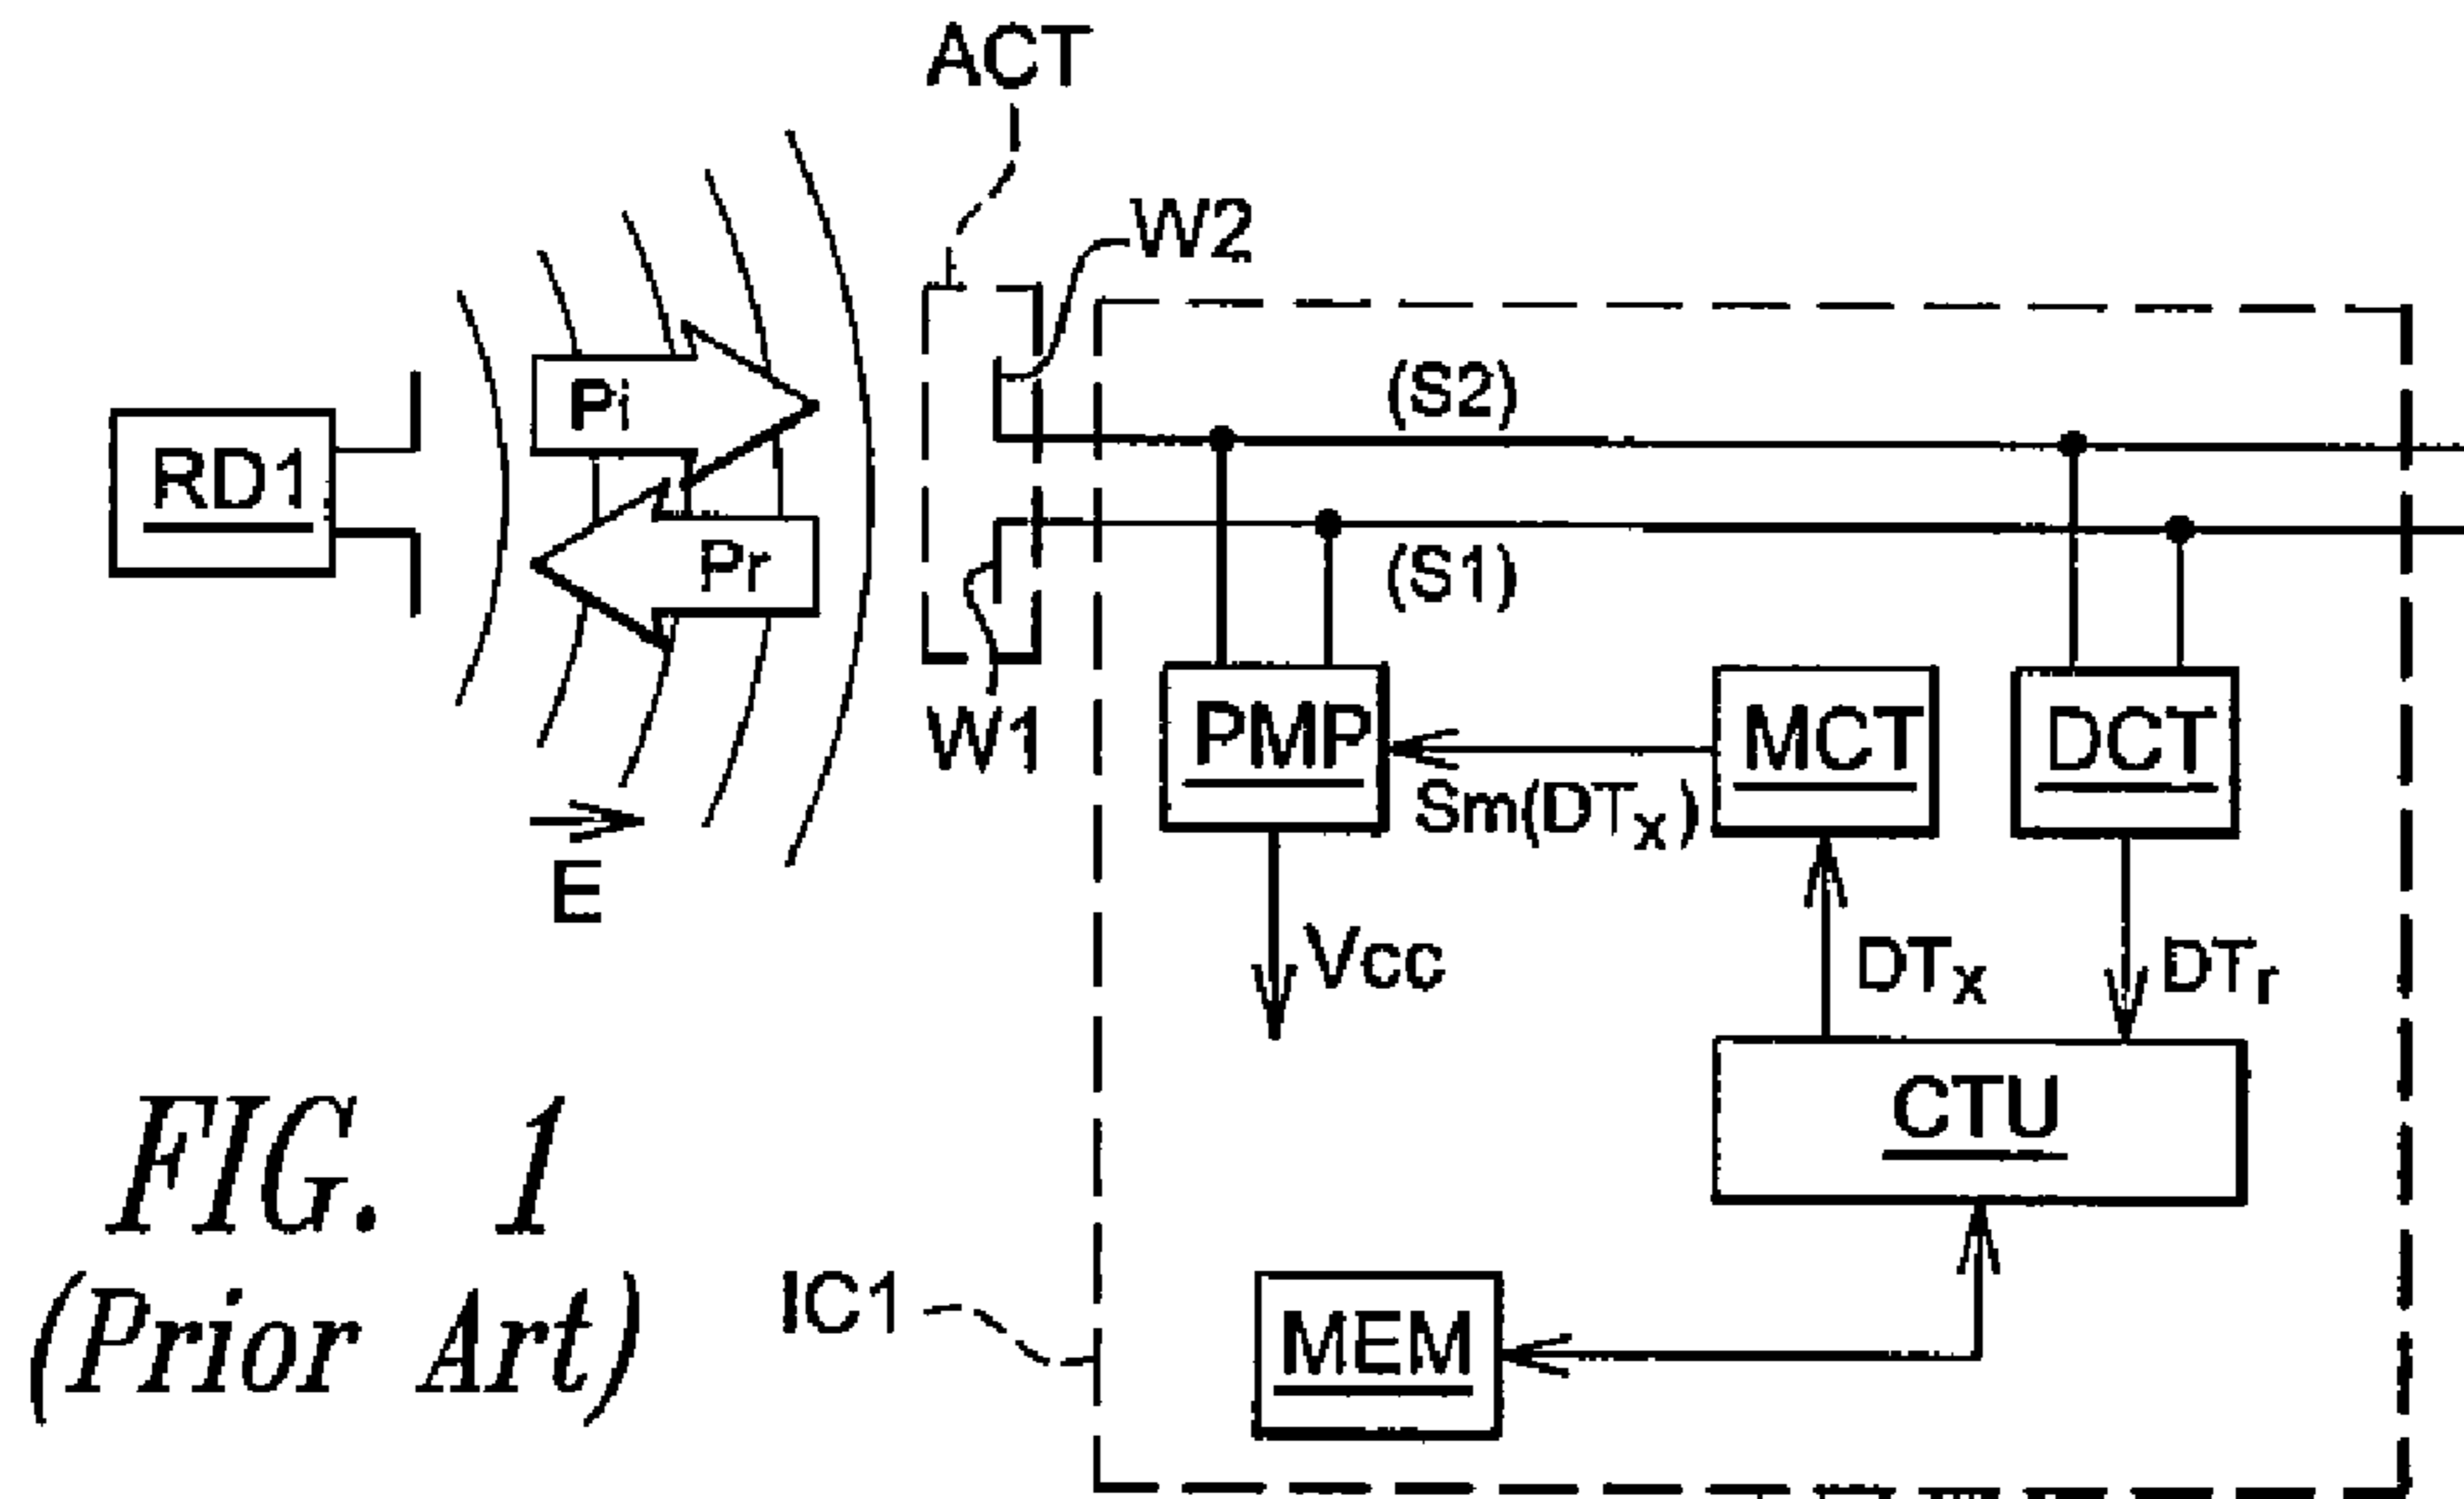 ACT
W2
(S2)
Pi
RD1
Pr
(S1)
W1
PMP
MCT
DCT
Sm(DTx)
E
Vcc
DTx
DTr
CTU
FIG. 1
(Prior Art)
IC1
MEM